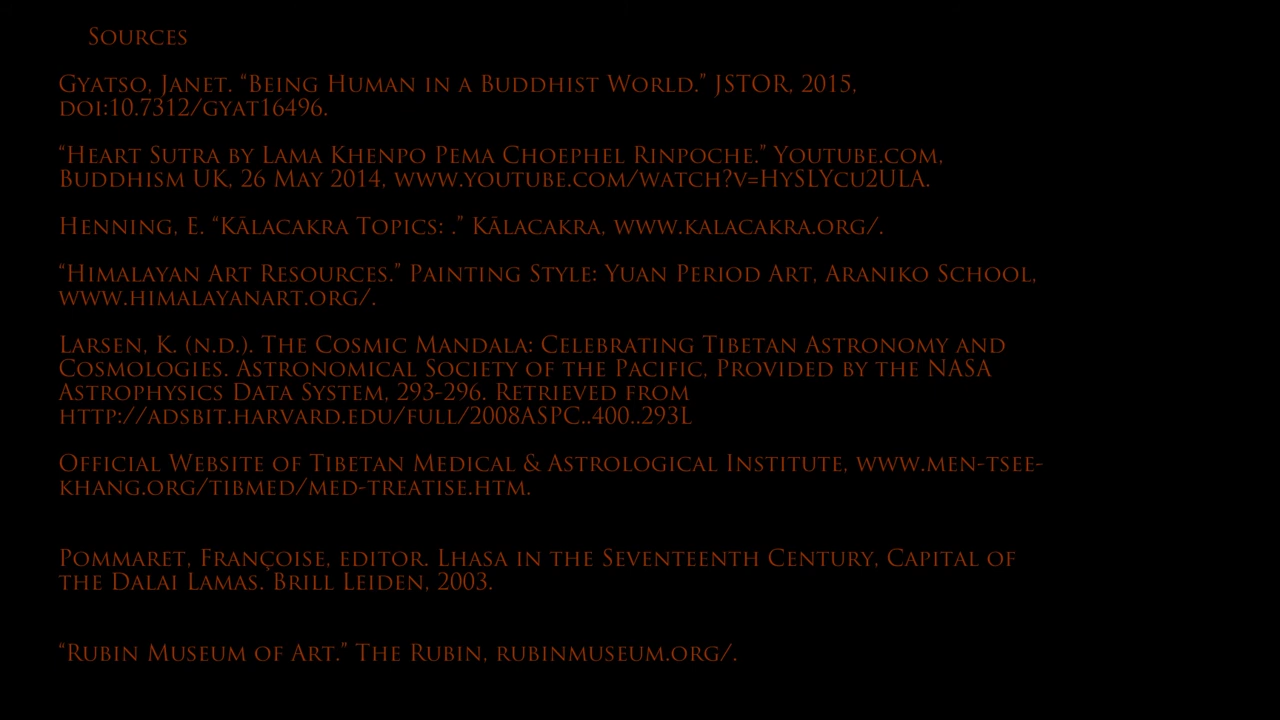 Sources
Gyatso, Janet. “Being Human in a Buddhist World.” JSTOR, 2015,
doi:10.7312/gyat16496.
“Heart Sutra by Lama Khenpo Pema Choephel Rinpoche.” Youtube.com,
Buddhism UK, 26 May 2014, www.youtube.com/watch?v=HySLYcu2ULA.
Henning, E. “Kālacakra Topics: .” Kālacakra, www.kalacakra.org/.
“Himalayan Art Resources.” Painting Style: Yuan Period Art, Araniko School,
www.himalayanart.org/.
Larsen, K. (n.d.). The Cosmic Mandala: Celebrating Tibetan Astronomy and
Cosmologies. Astronomical Society of the Pacific, Provided by the NASA
Astrophysics Data System, 293-296. Retrieved from
http://adsbit.harvard.edu/full/2008ASPC..400..293L
Official Website of Tibetan Medical & Astrological Institute, www.men-tsee-
khang.org/tibmed/med-treatise.htm.
Pommaret, Françoise, editor. Lhasa in the Seventeenth Century, Capital of
the Dalai Lamas. Brill Leiden, 2003.
“Rubin Museum of Art.” The Rubin, rubinmuseum.org/.